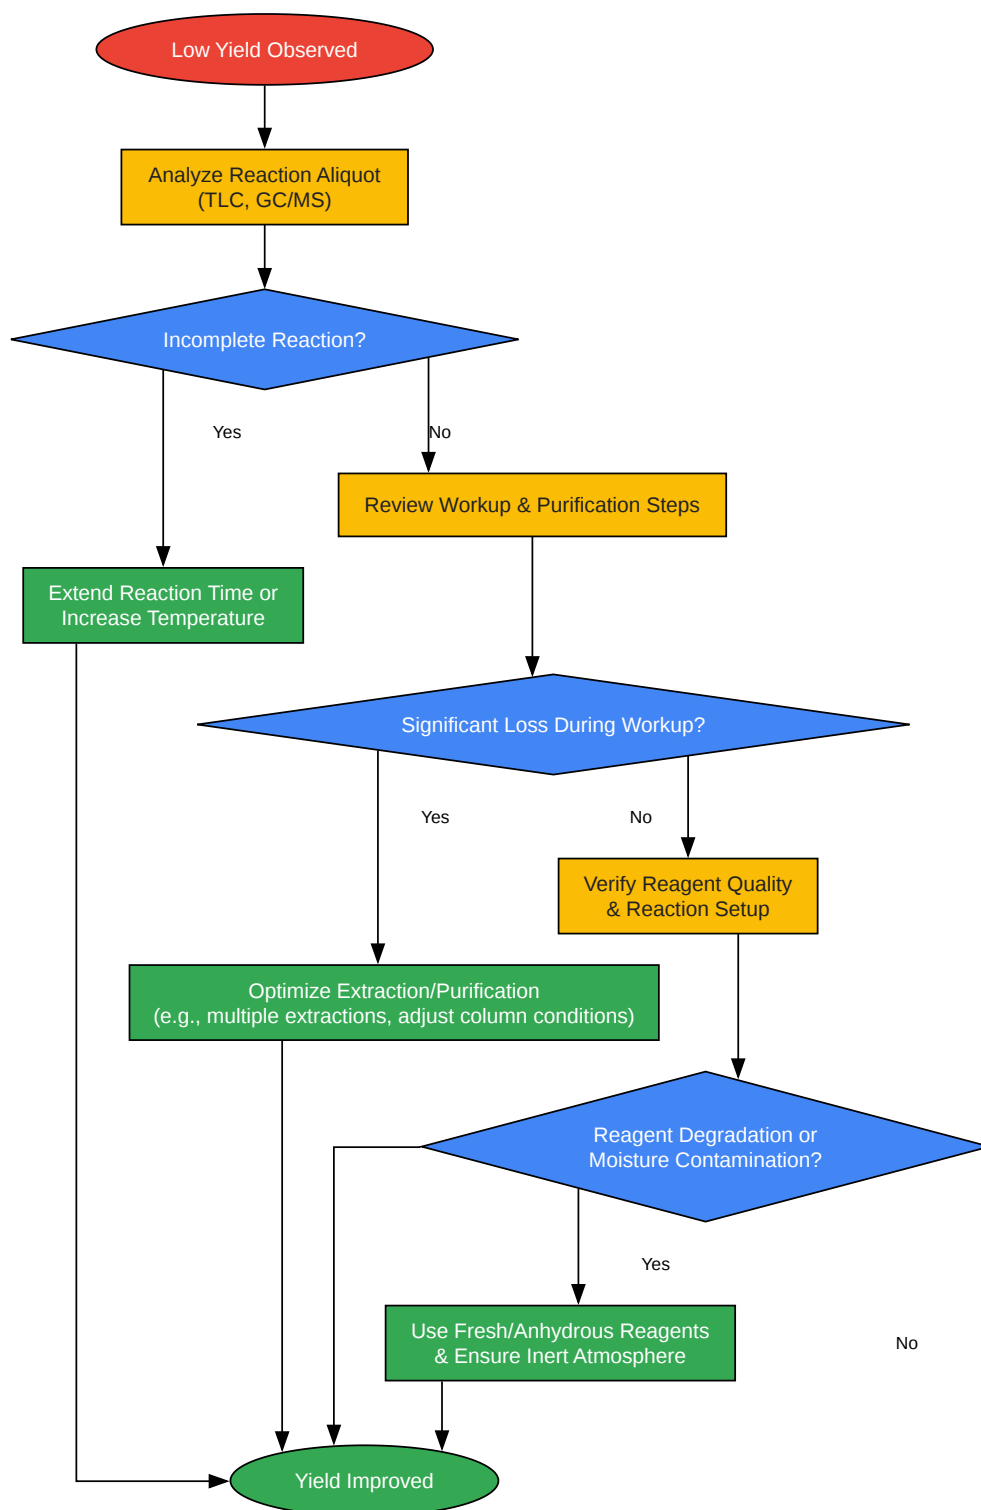 Low Yield Observed
Analyze Reaction Aliquot
(TLC, GC/MS)
Incomplete Reaction?
Yes
No
Review Workup & Purification Steps
Extend Reaction Time or
Increase Temperature
Significant Loss During Workup?
Yes
No
Verify Reagent Quality
& Reaction Setup
Optimize Extraction/Purification
(e.g., multiple extractions, adjust column conditions)
Reagent Degradation or
Moisture Contamination?
Yes
Use Fresh/Anhydrous Reagents
& Ensure Inert Atmosphere
No
Yield Improved